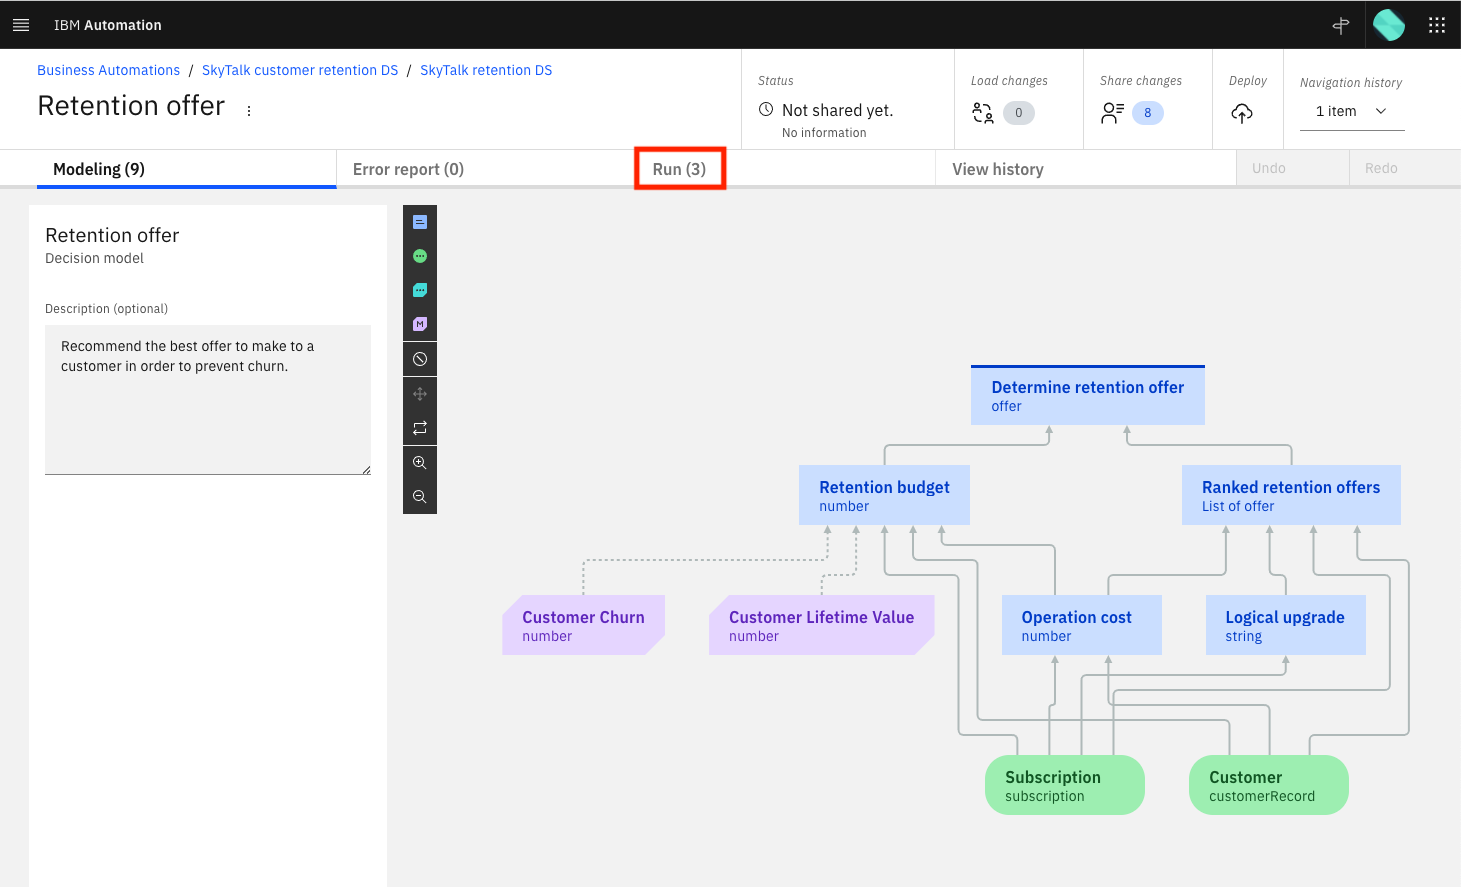 IBM Automation
Business Automations / SkyTalk customer retention DS / SkyTalk retention DS
Retention offer
Status
Not shared yet.
No information
Load changes
0
Share changes
8
Deploy
Navigation history
1 item
Modeling (9)
Error report (0)
Run (3)
View history
Undo
Redo
Retention offer
Decision model
Description (optional)
Recommend the best offer to make to a
customer in order to prevent churn.
M
Determine retention offer
offer
Retention budget
number
Ranked retention offers
List of offer
Customer Churn
number
Customer Lifetime Value
number
Operation cost
number
Logical upgrade
string
Subscription
subscription
Customer
customerRecord